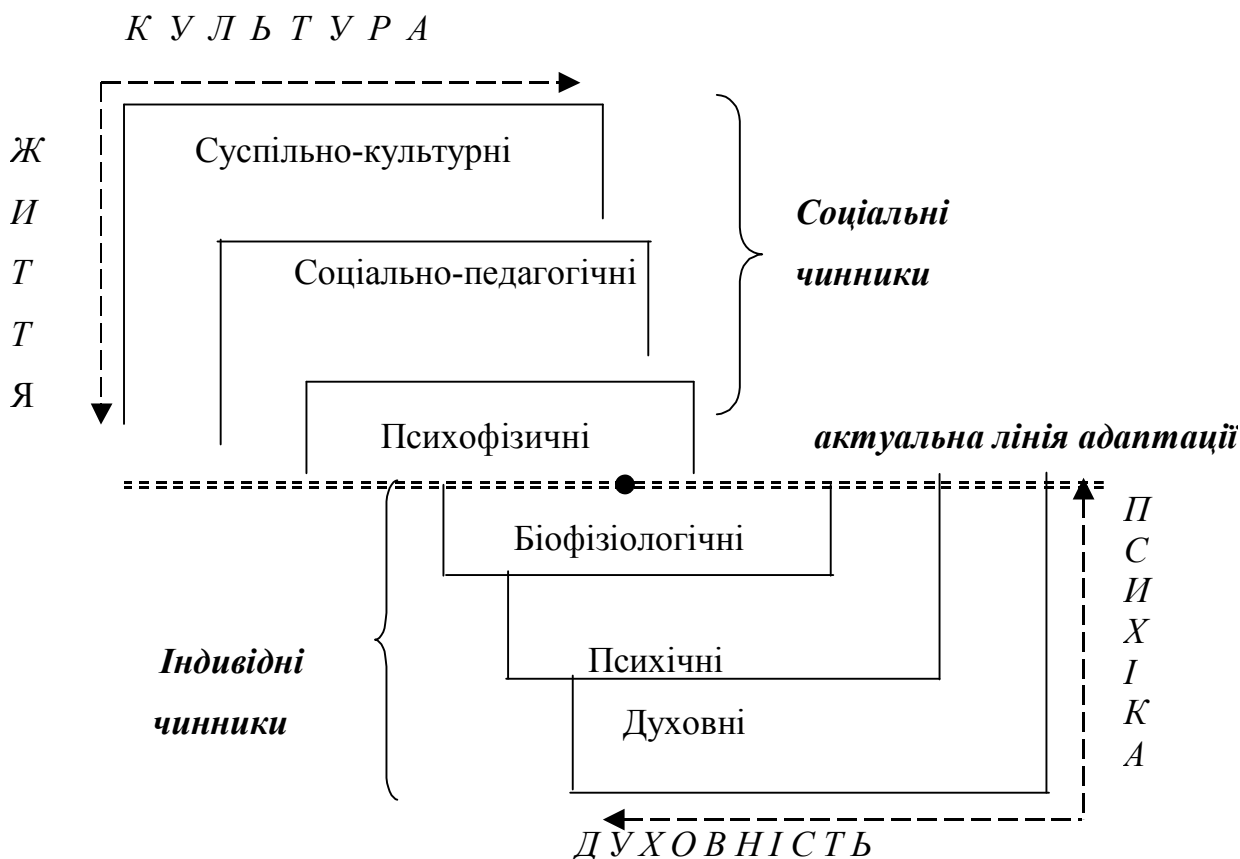 К У Л Ь Т У Р А
Ж
И
Т
Т
Я
Суспільно-культурні
Соціально-педагогічні
Психофізичні
Соціальні
чинники
актуальна лінія адаптації
Біофізіологічні
Психічні
Духовні
Індивідні
чинники
П
С
И
Х
І
К
А
Д У Х О В Н І С Т Ь